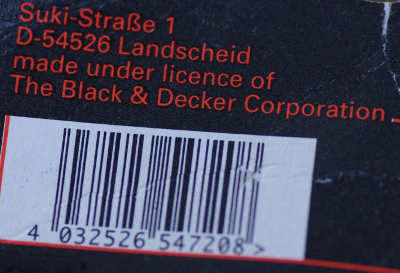 Suki-Straße 1
D-54526 Landscheid
made under licence of
The Black & Decker Corporation.
4 032526 547208 >